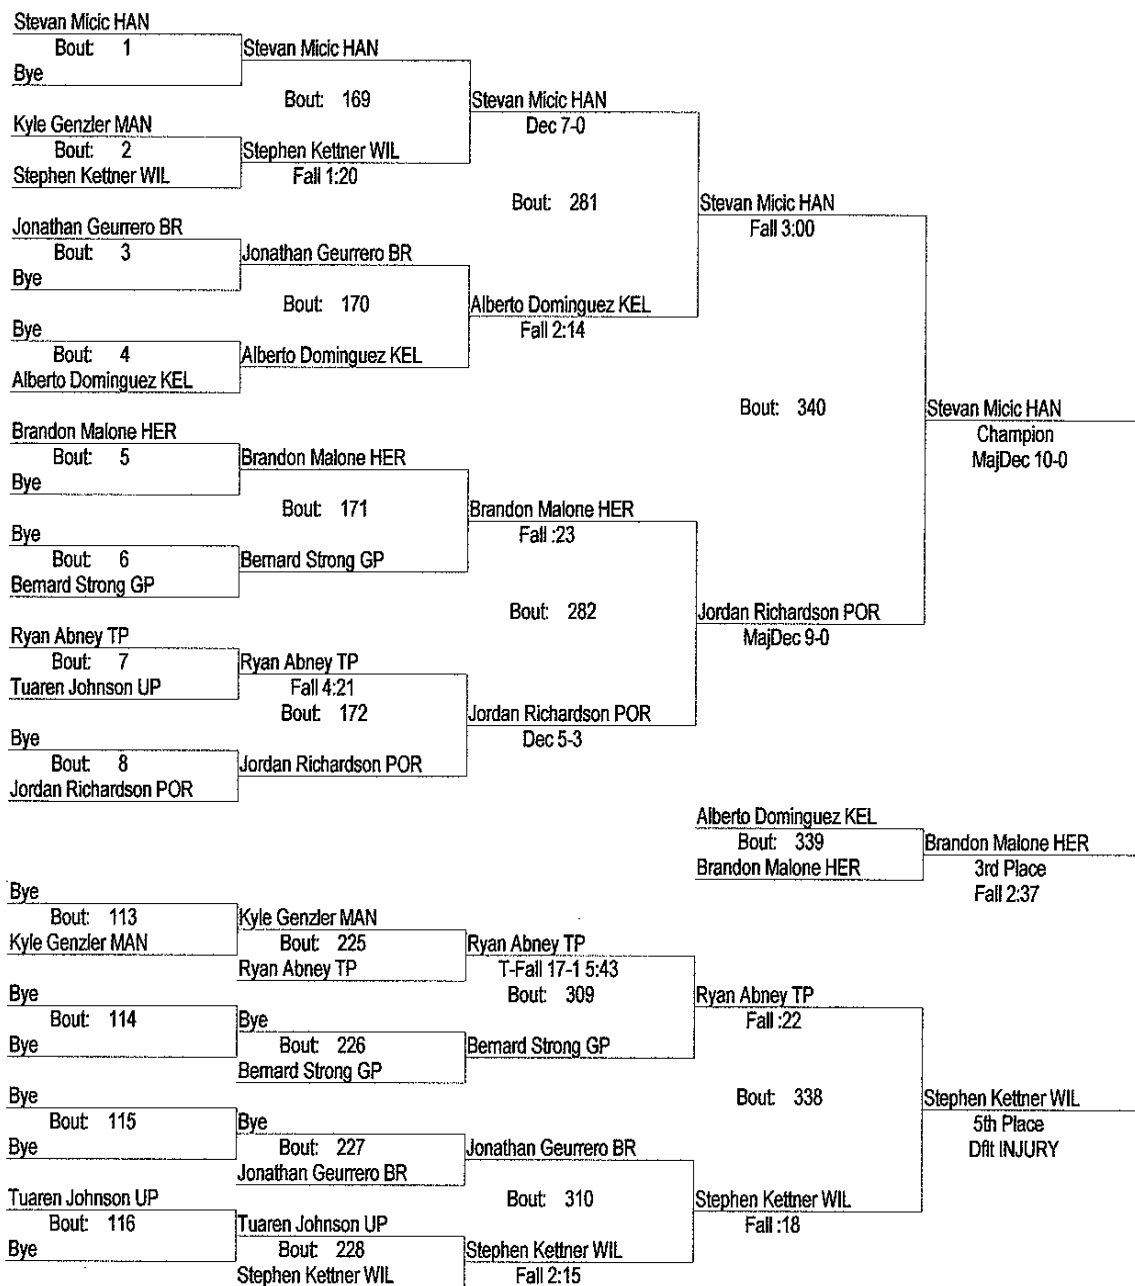 Stevan Micic HAN
Bout: 1
Bye
Stevan Micic HAN
Bout: 169
Kyle Genzler MAN
Bout: 2
Stephen Kettner WIL
Stephen Kettner WIL
Fall 1:20
Stevan Micic HAN
Dec 7-0
Bout: 281
Jonathan Geurrero BR
Bout: 3
Bye
Jonathan Geurrero BR
Bout: 170
Bye
Bout: 4
Alberto Dominguez KEL
Alberto Dominguez KEL
Alberto Dominguez KEL
Fall 2:14
Stevan Micic HAN
Fall 3:00
Bout: 340
Brandon Malone HER
Bout: 5
Bye
Brandon Malone HER
Bout: 171
Bye
Bout: 6
Bernard Strong GP
Bernard Strong GP
Brandon Malone HER
Fall :23
Bout: 282
Ryan Abney TP
Bout: 7
Tuaren Johnson UP
Ryan Abney TP
Fall 4:21
Bout: 172
Bye
Bout: 8
Jordan Richardson POR
Jordan Richardson POR
Jordan Richardson POR
Dec 5-3
Jordan Richardson POR
MajDec 9-0
Stevan Micic HAN
Champion
MajDec 10-0
Alberto Dominguez KEL
Bout: 339
Brandon Malone HER
Brandon Malone HER
3rd Place
Fall 2:37
Bye
Bout: 113
Kyle Genzler MAN
Kyle Genzler MAN
Bout: 225
Ryan Abney TP
Ryan Abney TP
T-Fall 17-1 5:43
Bout: 309
Bye
Bout: 114
Bye
Bye
Bout: 226
Bernard Strong GP
Bernard Strong GP
Ryan Abney TP
Fall :22
Bout: 338
Bye
Bout: 115
Bye
Bye
Bout: 227
Jonathan Geurrero BR
Jonathan Geurrero BR
Bout: 310
Tuaren Johnson UP
Bout: 116
Bye
Tuaren Johnson UP
Bout: 228
Stephen Kettner WIL
Stephen Kettner WIL
Fall 2:15
Stephen Kettner WIL
Fall :18
Stephen Kettner WIL
5th Place
Dflt INJURY